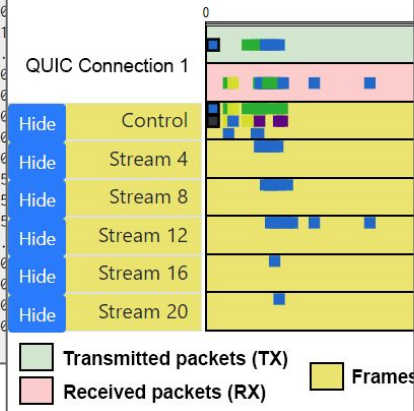 0
QUIC Connection 1
Hide Control
Hide Stream 4
Hide Stream 8
Hide Stream 12
Hide Stream 16
Hide Stream 20
Transmitted packets (TX)
Received packets (RX)
Frames